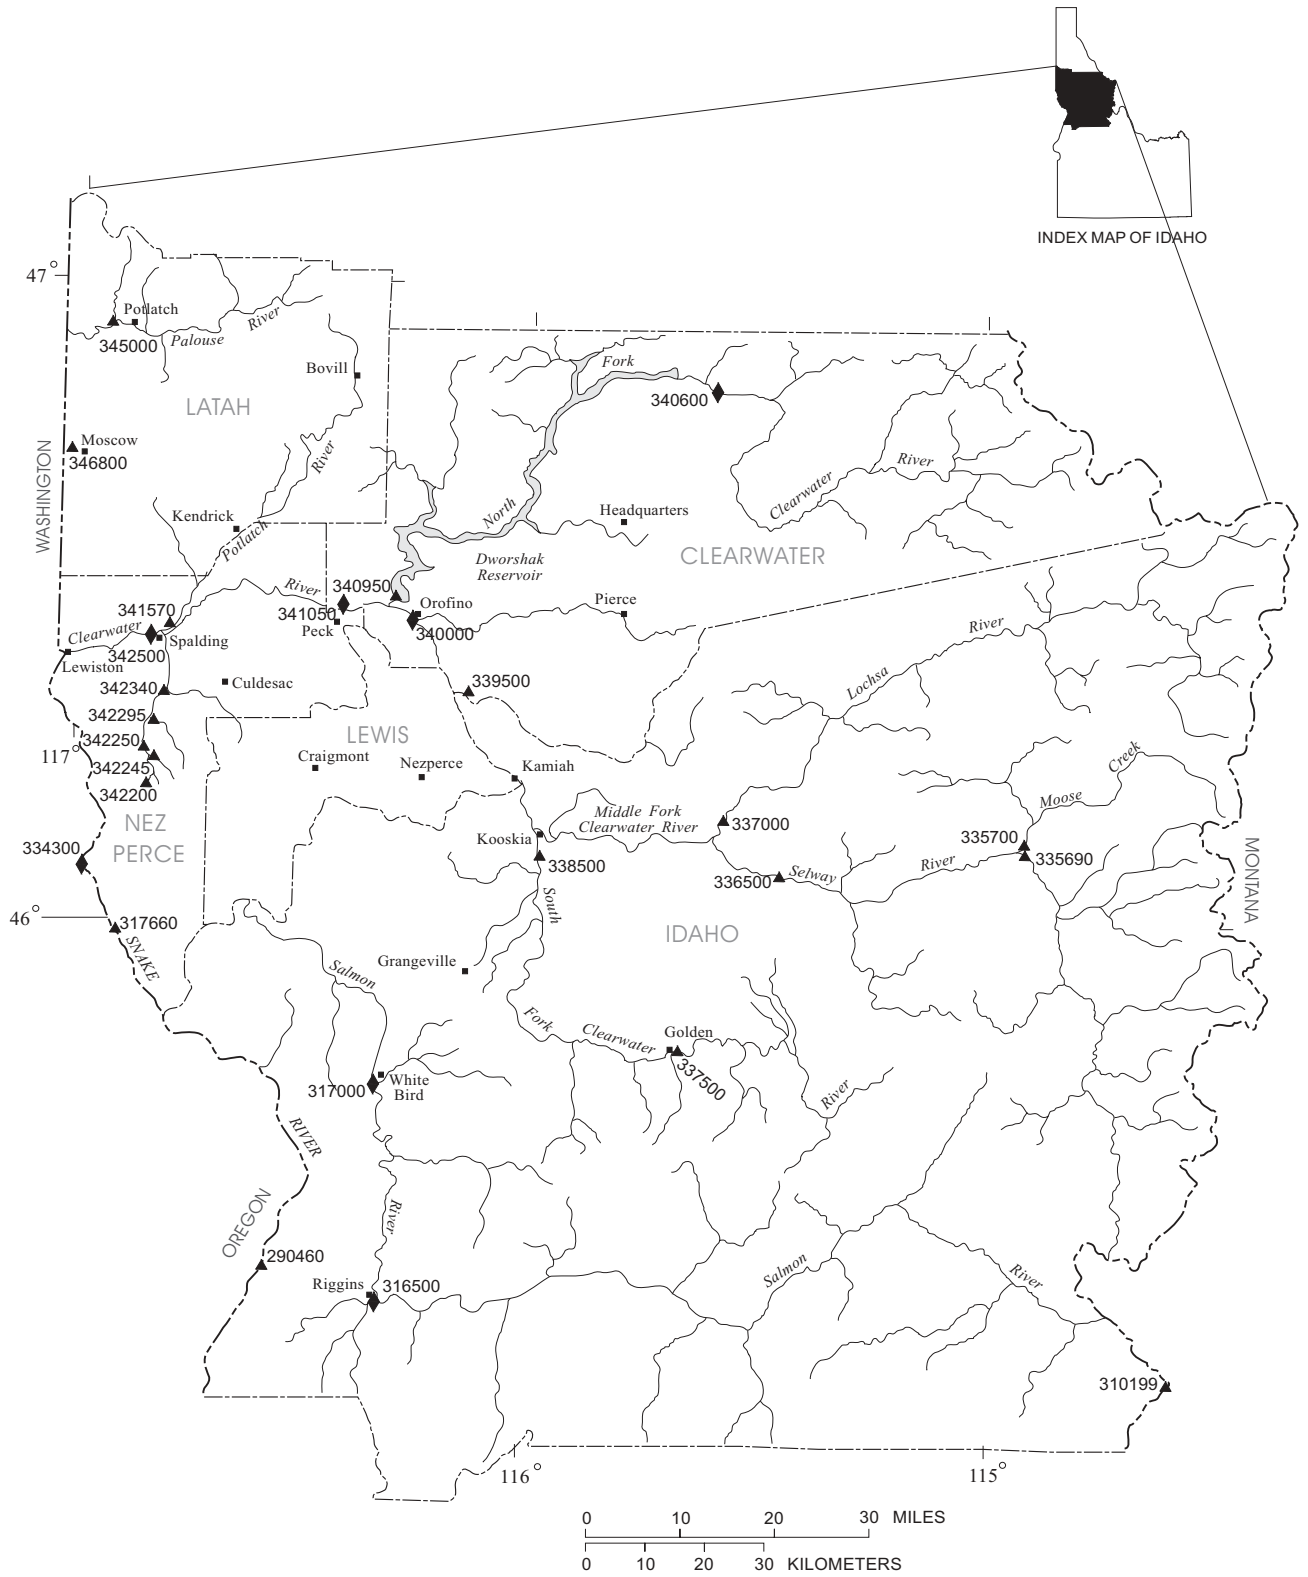 INDEX MAP OF IDAHO
47°
Potlatch
345000
Palouse
River
Bovill
Fork
340600
LATAH
WASHINGTON
Moscow
346800
River
Clearwater
River
Kendrick
Potlatch
North
Headquarters
CLEARWATER
Dworshak
Reservoir
River
340950
341570
341050
Orofino
Pierce
Peck
340000
Clearwater
Spalding
342500
Lewiston
River
Lochsa
342340
Culdesac
339500
342295
342250
117°
LEWIS
342245
Craigmont
Nezperce
Kamiah
342200
Creek
Moose
NEZ
PERCE
Middle Fork
Clearwater River
337000
Kooskia
334300
338500
335700
335690
River
336500
Selway
MONTANA
46°
317660
South
SNAKE
IDAHO
Grangeville
Salmon
Fork
Clearwater
Golden
337500
White
Bird
317000
River
RIVER
River
OREGON
290460
Salmon
River
Riggins
316500
310199
116°
115°
0 10 20 30 MILES
0 10 20 30 KILOMETERS